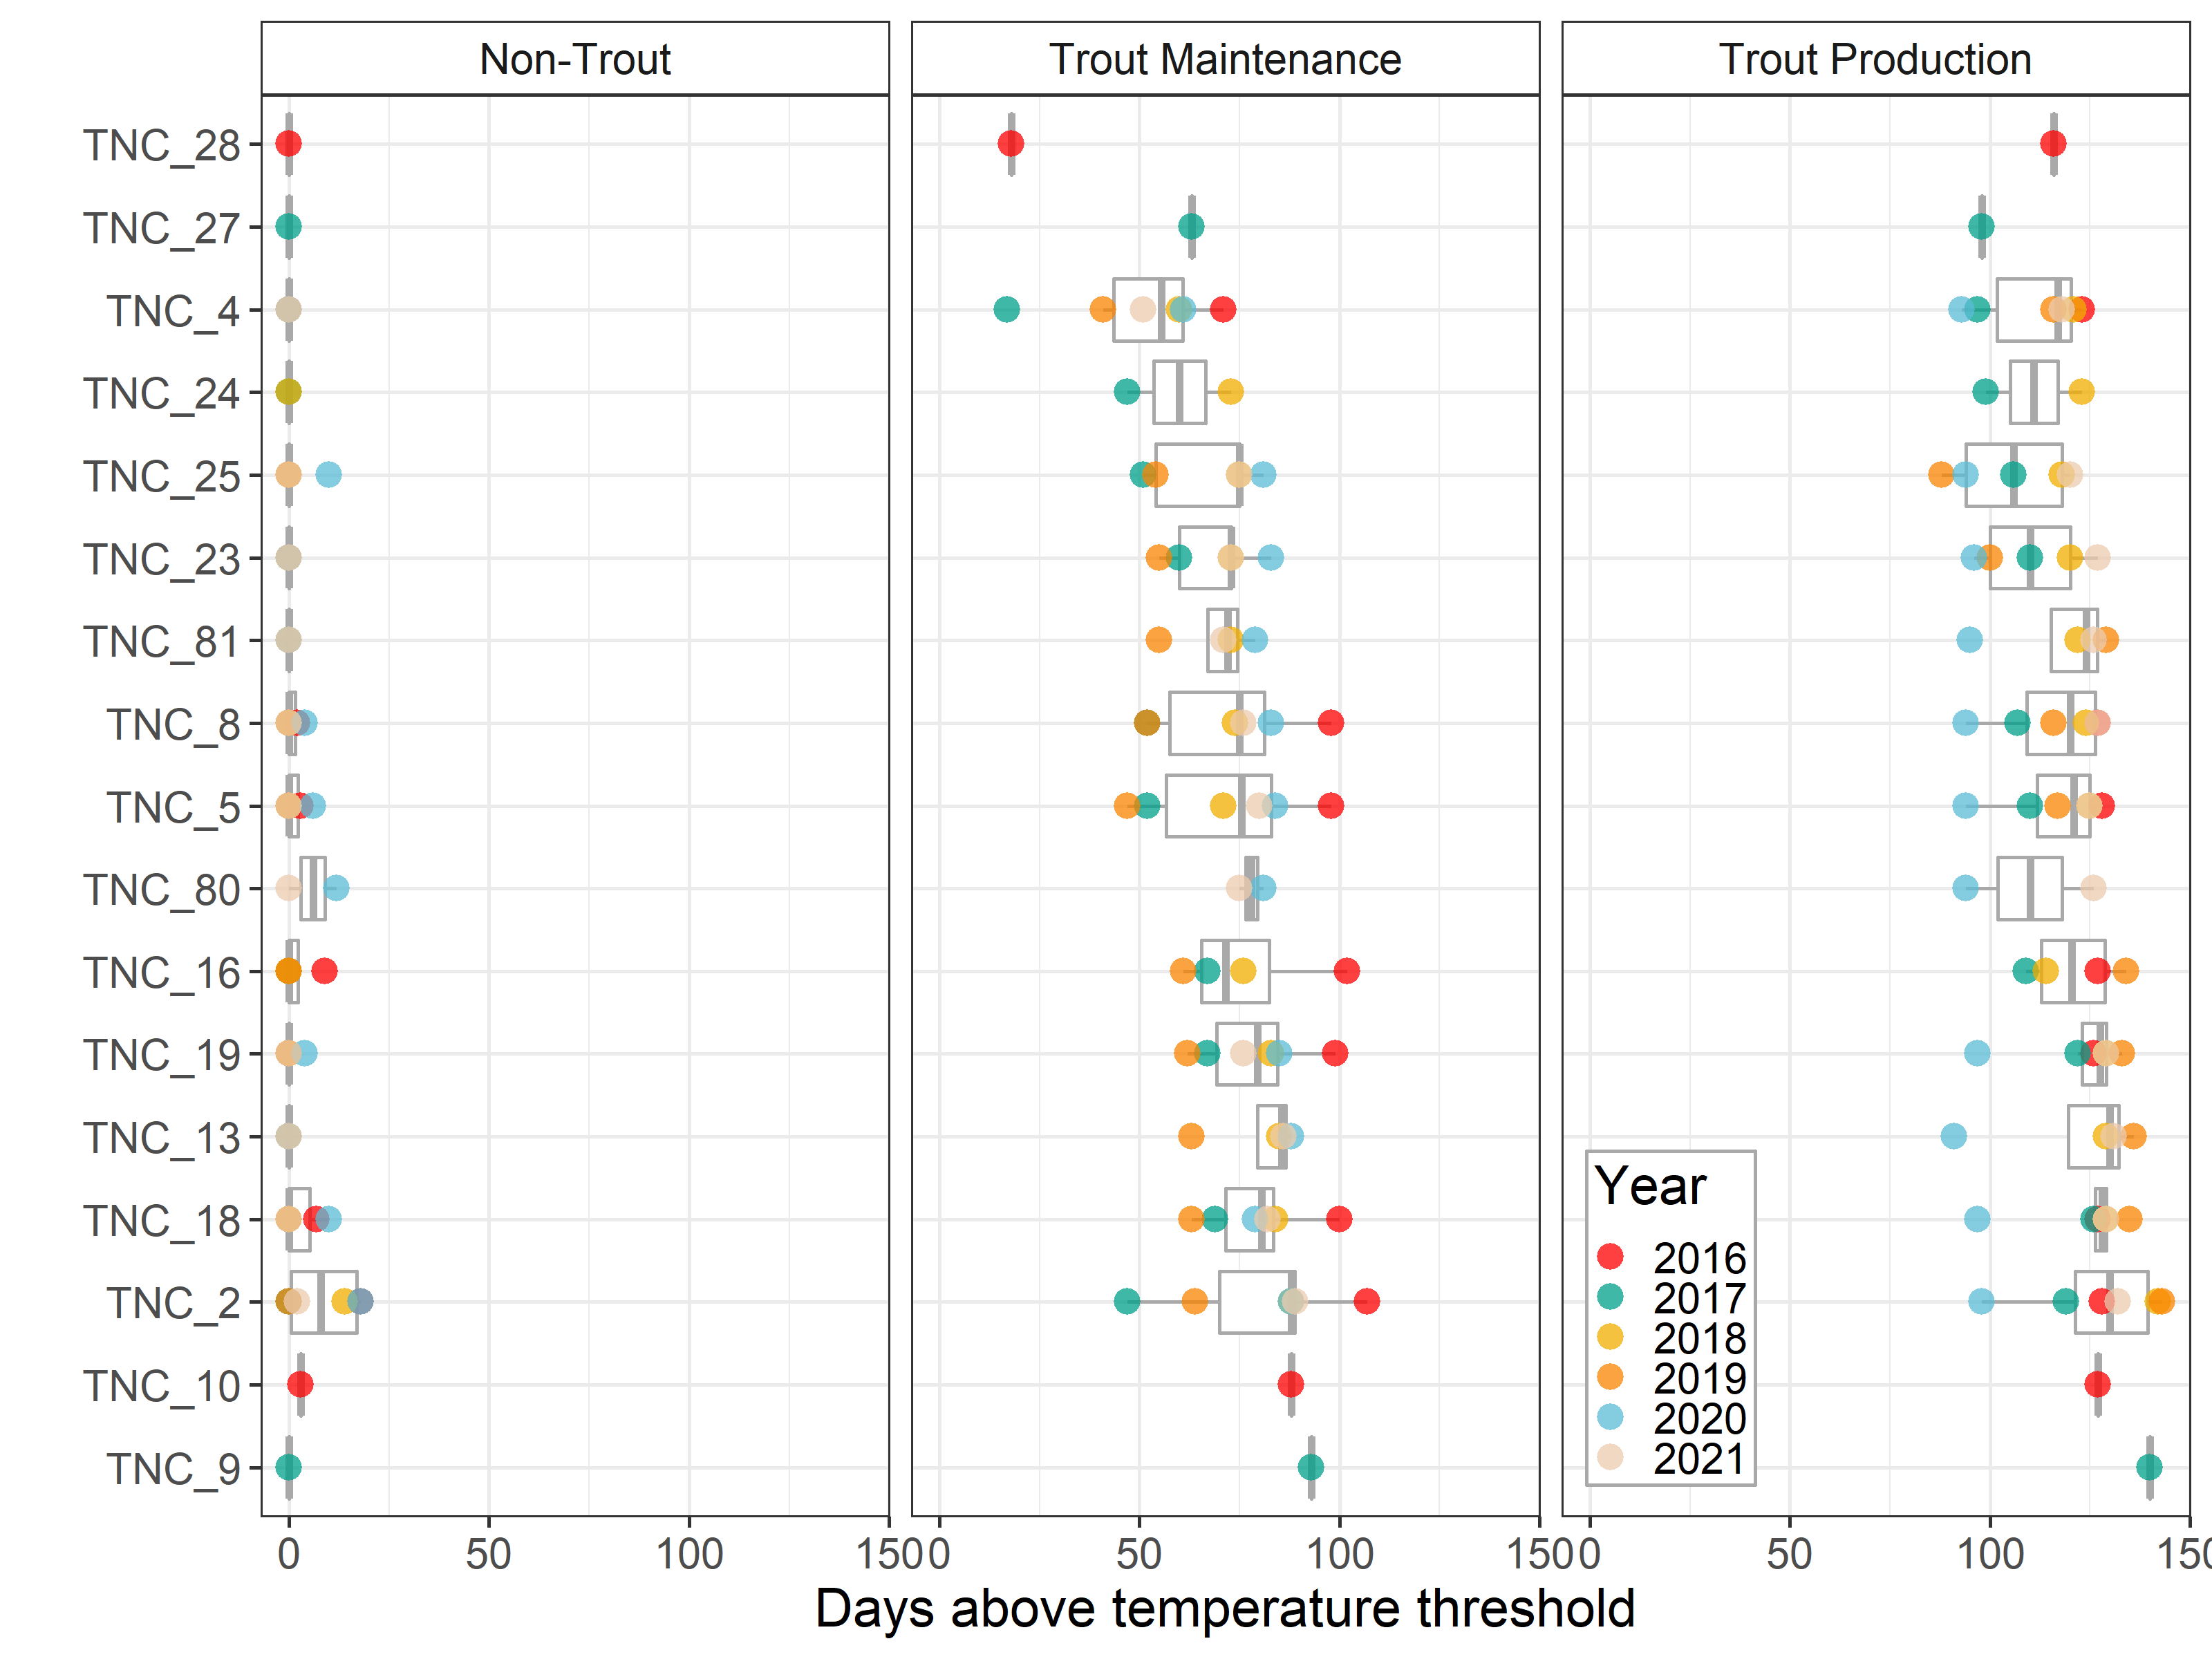 Non-Trout
Trout Maintenance
Trout Production
TNC_28
TNC_27
TNC_4
TNC_24
TNC_25
TNC_23
TNC_81
TNC_8
TNC_5
TNC_80
TNC_16
TNC_19
TNC_13
TNC_18
TNC_2
TNC_10
TNC_9
Year
2016
2017
2018
2019
2020
2021
0 50 100 150
0 50 100 150
0 50 100 150
Days above temperature threshold